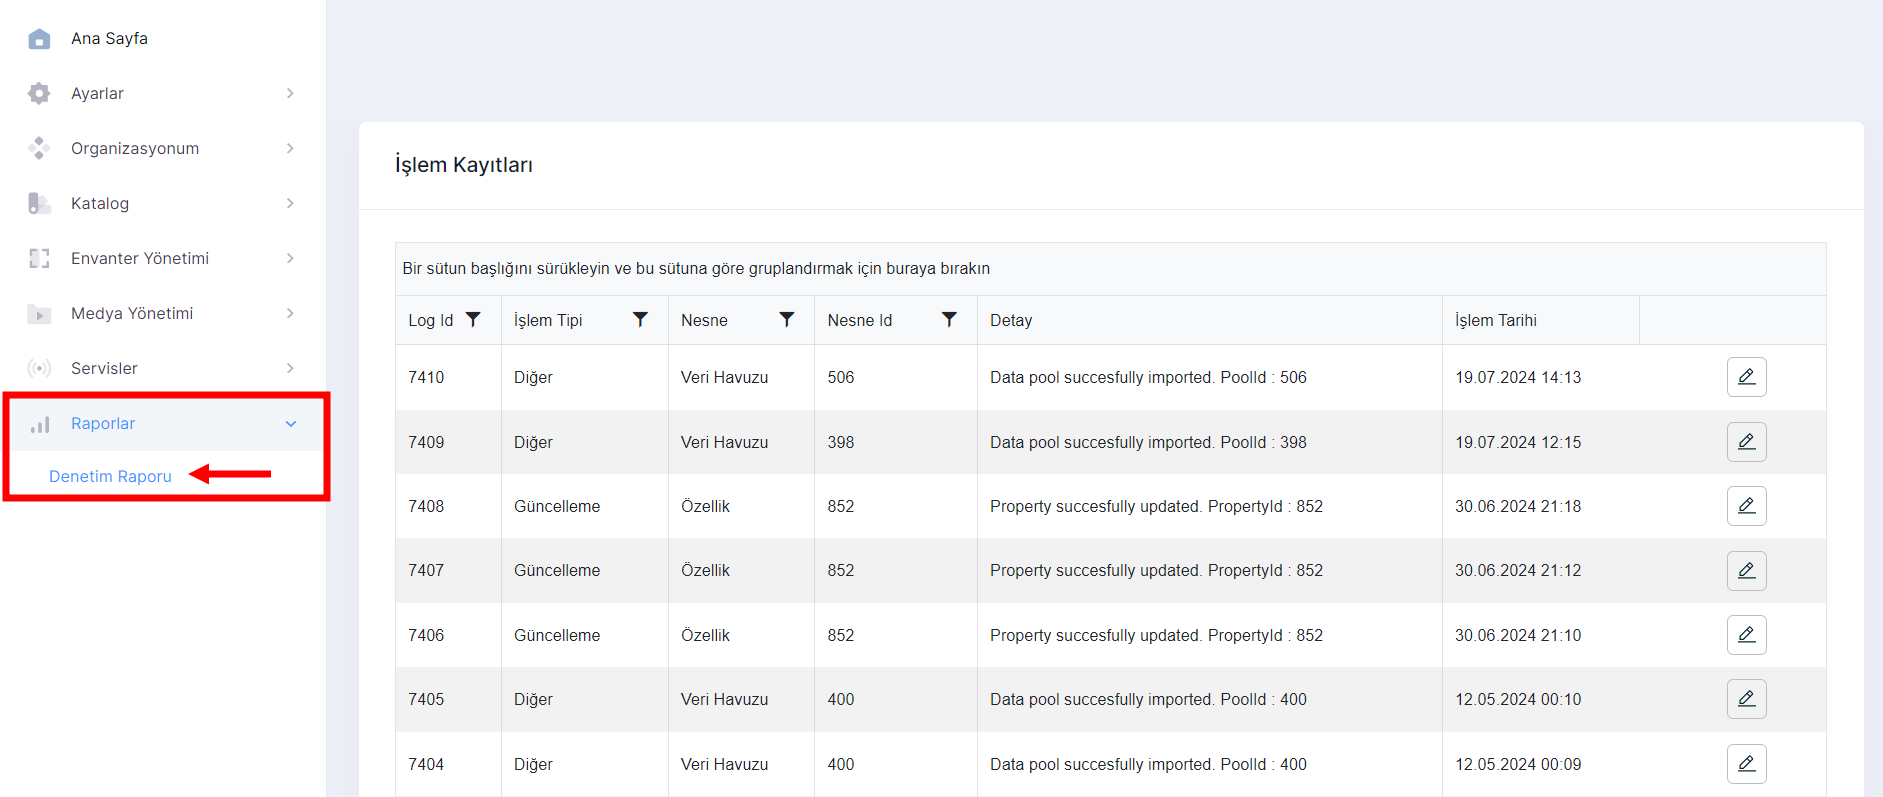 Ana Sayfa
Ayarlar
Organizasyonum
Katalog
Envanter Yönetimi
Medya Yönetimi
Servisler
Raporlar
Denetim Raporu
İşlem Kayıtları
Bir sütun başlığını sürükleyin ve bu sütuna göre gruplandırmak için buraya bırakın
Log Id İşlem Tipi Nesne Nesne Id Detay İşlem Tarihi
7410 Diğer Veri Havuzu 506 Data pool succesfully imported. PoolId : 506 19.07.2024 14:13
7409 Diğer Veri Havuzu 398 Data pool succesfully imported. PoolId : 398 19.07.2024 12:15
7408 Güncelleme Özellik 852 Property succesfully updated. PropertyId : 852 30.06.2024 21:18
7407 Güncelleme Özellik 852 Property succesfully updated. PropertyId : 852 30.06.2024 21:12
7406 Güncelleme Özellik 852 Property succesfully updated. PropertyId : 852 30.06.2024 21:10
7405 Diğer Veri Havuzu 400 Data pool succesfully imported. PoolId : 400 12.05.2024 00:10
7404 Diğer Veri Havuzu 400 Data pool succesfully imported. PoolId : 400 12.05.2024 00:09